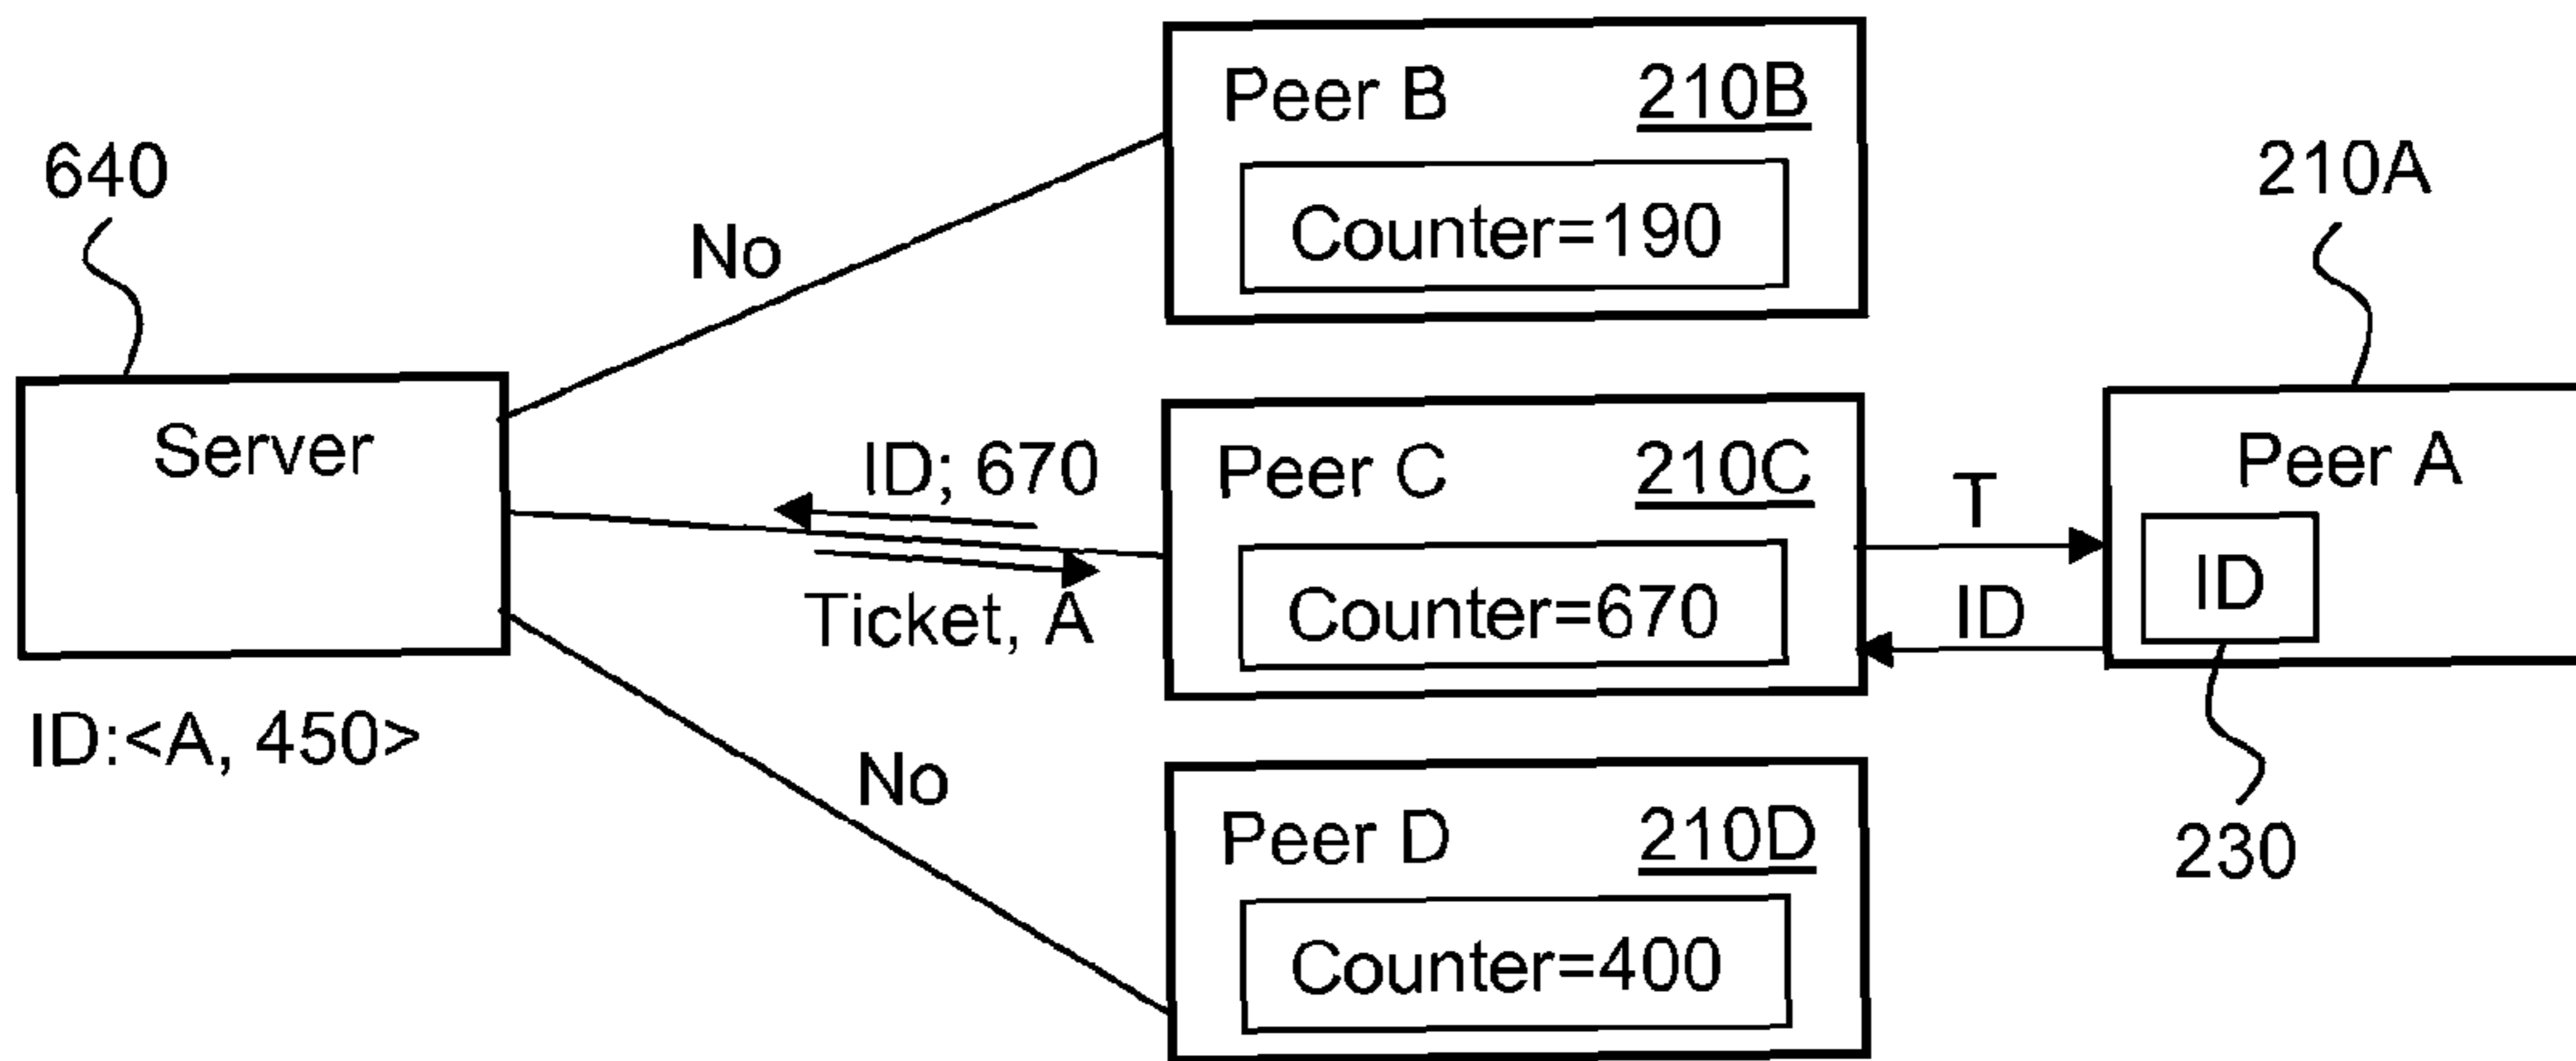 Peer B 210B
Counter=190
640
210A
No
Server
ID; 670
Ticket, A
Peer C 210C
Counter=670
T
ID
Peer A
ID
ID:<A, 450>
No
Peer D 210D
Counter=400
230